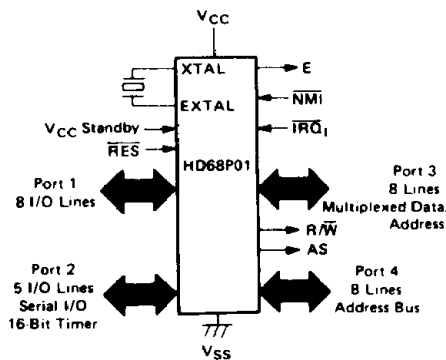 VCC
XTAL
E
EXTAL
NMI
VCC Standby
IRQ1
RES
HD68P01
Port 1
8 I/O Lines
Port 3
8 Lines
Multiplexed Data/
Address
R/W
AS
Port 2
5 I/O Lines
Serial I/O
16-Bit Timer
Port 4
8 Lines
Address Bus
VSS